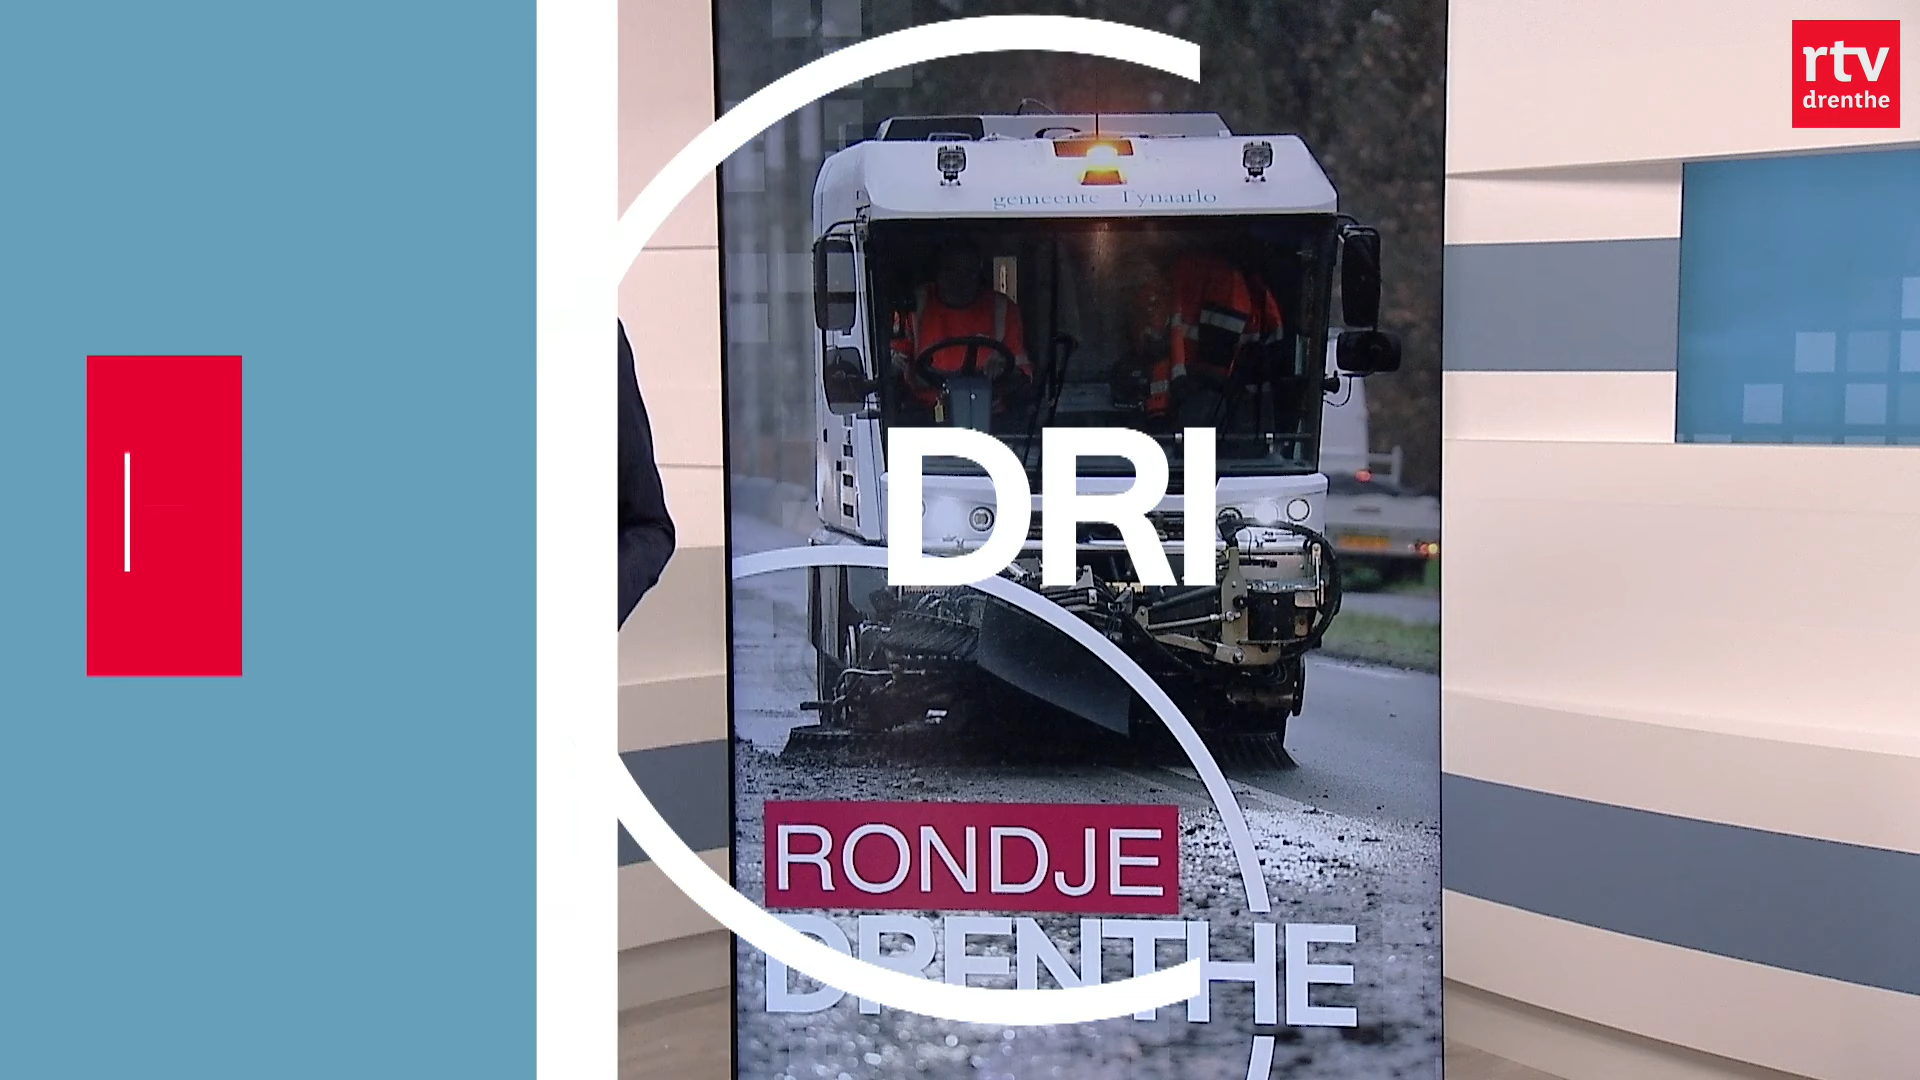 rtv
drenthe
gemeente Tynaarlo
DRI
RONDJE
DRENTHE